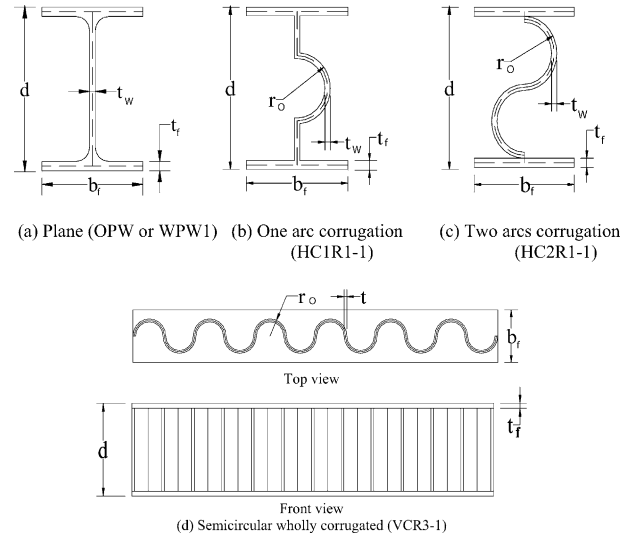 d
t_w
t_f
b_f
(a) Plane (OPW or WPW1)
d
r_o
t_w
t_f
b_f
(b) One arc corrugation
(HC1R1-1)
d
r_o
t_w
t_f
b_f
(c) Two arcs corrugation
(HC2R1-1)
r_o
t
b_f
Top view
d
t_f
Front view
(d) Semicircular wholly corrugated (VCR3-1)